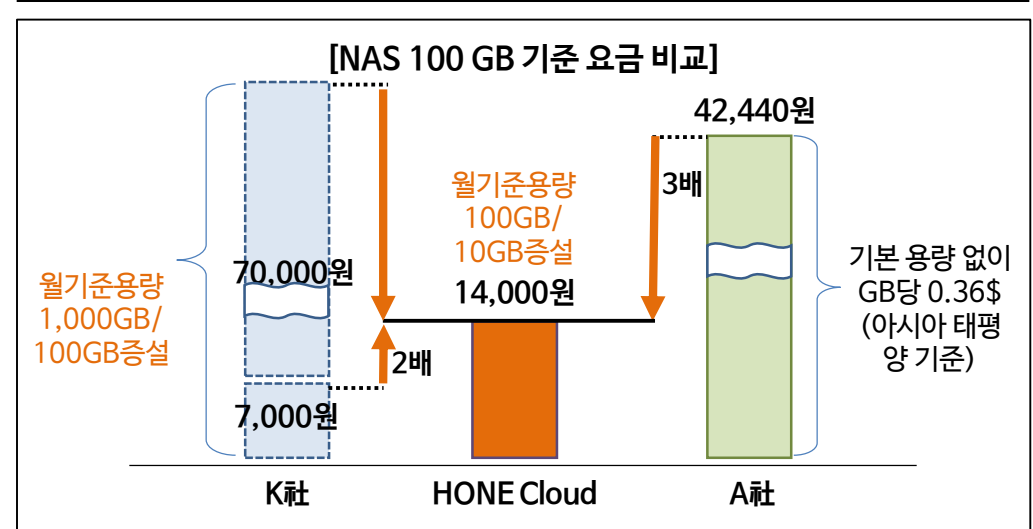 [NAS 100 GB 기준 요금 비교]
42,440원
3배
월기준용량
100GB/
10GB증설
14,000원
70,000원
월기준용량
1,000GB/
100GB증설
2배
7,000원
기본 용량 없이
GB당 0.36$
(아시아 태평
양 기준)
K社
HONE Cloud
A社